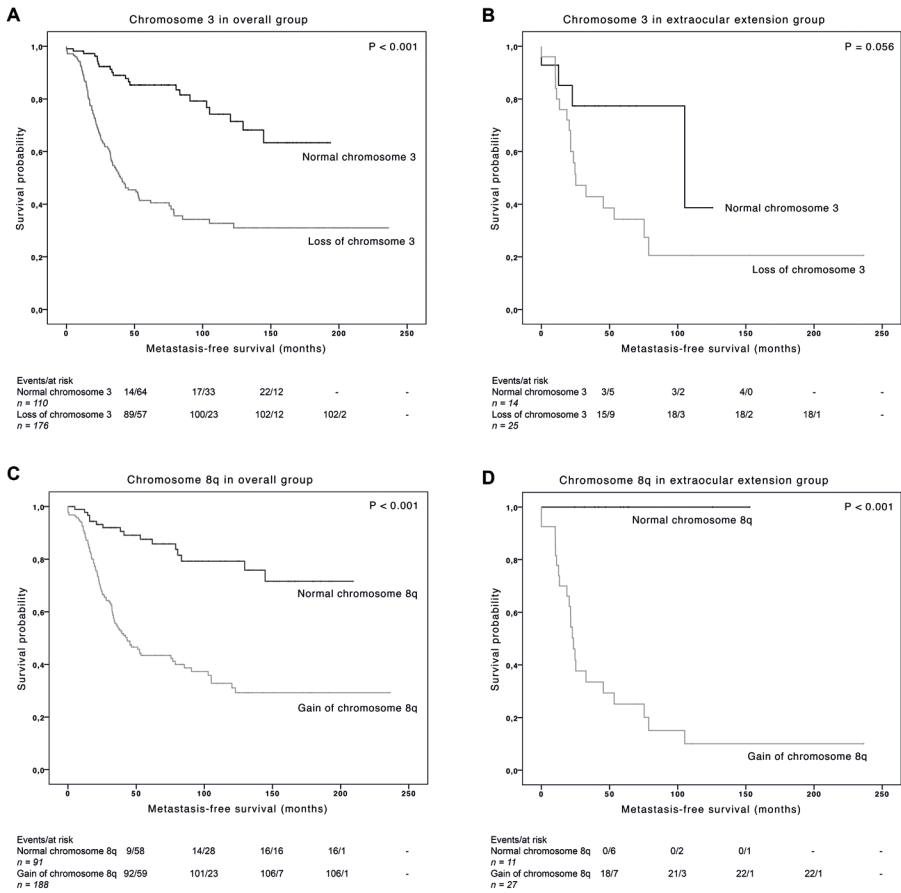 A
Chromosome 3 in overall group
P < 0.001
1,0
0,8
0,6
0,4
0,2
0,0
Survival probability
Normal chromosome 3
Loss of chromsome 3
0 50 100 150 200 250
Metastasis-free survival (months)
Events/at risk
Normal chromosome 3 14/64 17/33 22/12 - -
n = 110
Loss of chromosome 3 89/57 100/23 102/12 102/2 -
n = 176
B
Chromosome 3 in extraocular extension group
P = 0.056
1,0
0,8
0,6
0,4
0,2
0,0
Survival probability
Normal chromosome 3
Loss of chromosome 3
0 50 100 150 200 250
Metastasis-free survival (months)
Events/at risk
Normal chromosome 3 3/5 3/2 4/0 - -
n = 14
Loss of chromosome 3 15/9 18/3 18/2 18/1 -
n = 25
C
Chromosome 8q in overall group
P < 0.001
1,0
0,8
0,6
0,4
0,2
0,0
Survival probability
Normal chromosome 8q
Gain of chromosome 8q
0 50 100 150 200 250
Metastasis-free survival (months)
Events/at risk
Normal chromosome 8q 9/58 14/28 16/16 16/1 -
n = 91
Gain of chromosome 8q 92/59 101/23 106/7 106/1 -
n = 188
D
Chromosome 8q in extraocular extension group
P < 0.001
1,0
0,8
0,6
0,4
0,2
0,0
Survival probability
Normal chromosome 8q
Gain of chromosome 8q
0 50 100 150 200 250
Metastasis-free survival (months)
Events/at risk
Normal chromosome 8q 0/6 0/2 0/1 - -
n = 11
Gain of chromosome 8q 18/7 21/3 22/1 22/1 -
n = 27